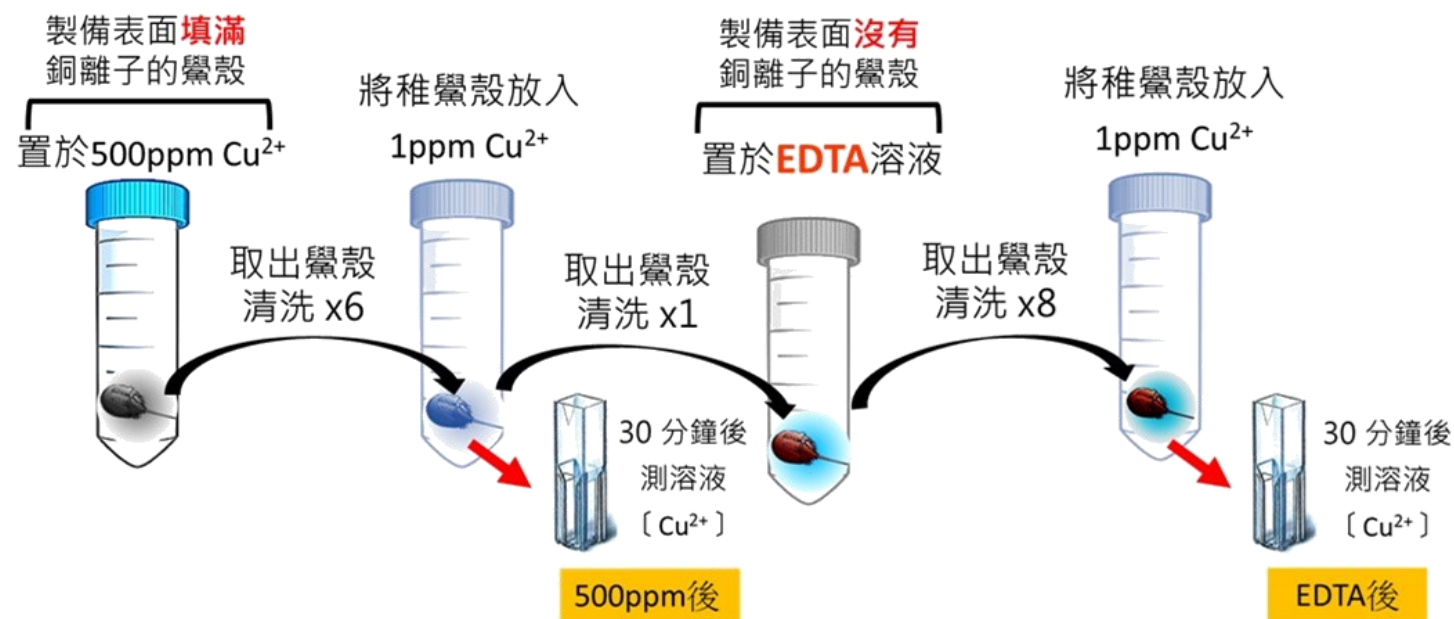 製備表面填滿
銅離子的鱟殼
置於500ppm Cu²⁺
將稚鱟殼放入
1ppm Cu²⁺
製備表面沒有
銅離子的鱟殼
置於EDTA溶液
將稚鱟殼放入
1ppm Cu²⁺
取出鱟殼
清洗 x6
取出鱟殼
清洗 x1
取出鱟殼
清洗 x8
30 分鐘後
測溶液
〔 Cu²⁺ 〕
500ppm後
30 分鐘後
測溶液
〔 Cu²⁺ 〕
EDTA後